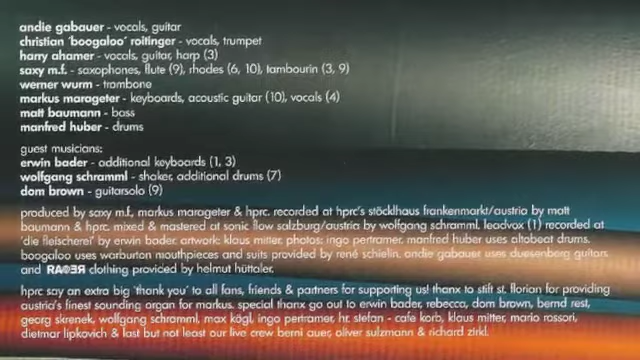 andie gabauer - vocals, guitar
christian 'boogaloo' roitinger - vocals, trumpet
harry ahamer - vocals, guitar, harp (3)
saxy m.f. - saxophones, flute (9), rhodes (6, 10), tambourin (3, 9)
werner wurm - trombone
markus marageter - keyboards, acoustic guitar (10), vocals (4)
matt baumann - bass
manfred huber - drums
guest musicians:
erwin bader - additional keyboards (1, 3)
wolfgang schramml - shaker, additional drums (7)
dom brown - guitarsolo (9)
produced by saxy m.f., markus marageter & hprc. recorded at hprc's stöcklhaus frankenmarkt/austria by matt
baumann & hprc. mixed & mastered at sonic flow salzburg/austria by wolfgang schramml. leadvox (1) recorded at
'die fleischerei' by erwin bader. artwork: klaus mitter. photos: ingo pertramer. manfred huber uses alfabeat drums.
boogaloo uses warburton mouthpieces and suits provided by rené schielin. andie gabauer uses duesenberg guitars
and clothing provided by helmut hüttaler.
hprc say an extra big 'thank you' to all fans, friends & partners for supporting us! thanx to stift st. florian for providing
austria's finest sounding organ for markus. special thanx go out to erwin bader, rebecca, dom brown, bernd rest,
georg skrenek, wolfgang schramml, max kägl, ingo pertramer, hr. stefan - cafe korb, klaus mitter, mario rossori,
dietmar lipkovich & last but not least our live crew berni auer, oliver sulzmann & richard zirkl.